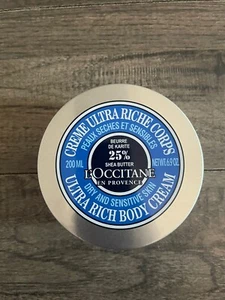 CRÈME ULTRA RICHE CORPS
PEAUX SÈCHES ET SENSIBLES
BEURRE
DE KARITÉ
25%
SHEA BUTTER
200 ML
NET WT. 6.9 OZ.
L'OCCITANE
EN PROVENCE
DRY AND SENSITIVE SKIN
ULTRA RICH BODY CREAM